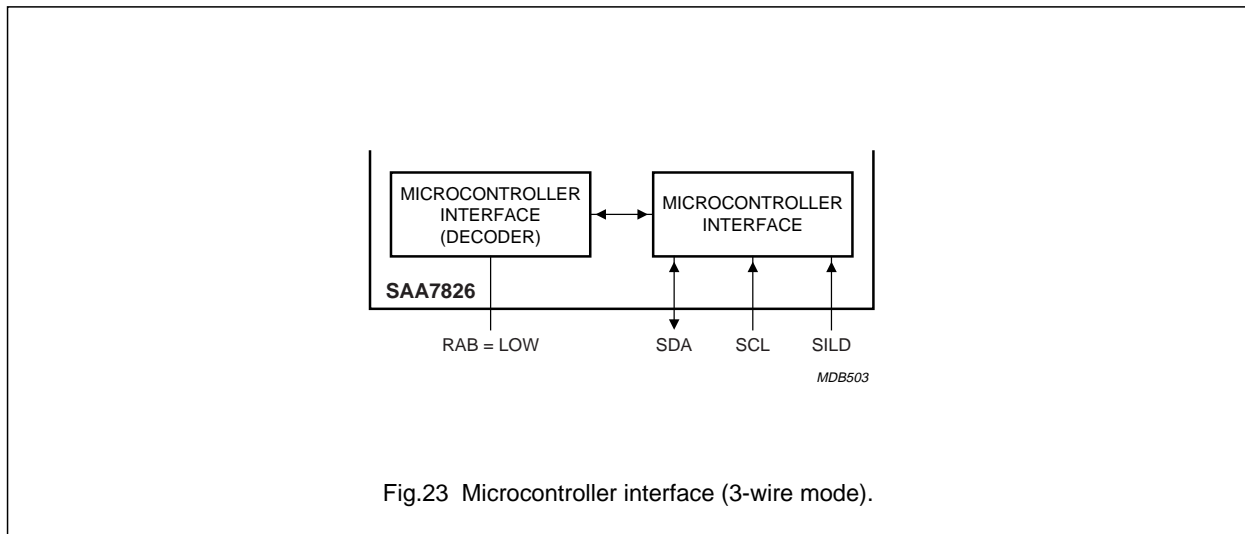 MICROCONTROLLER
INTERFACE
(DECODER)
MICROCONTROLLER
INTERFACE
SAA7826
RAB = LOW
SDA
SCL
SILD
MDB503
Fig.23 Microcontroller interface (3-wire mode).